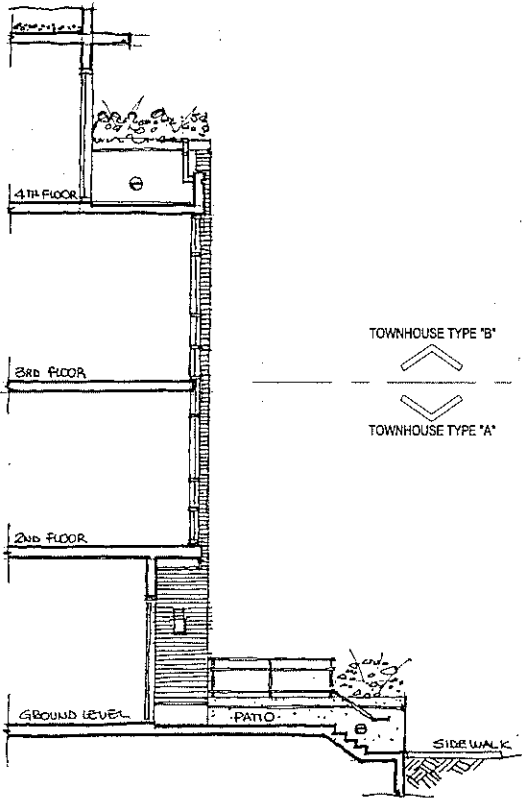 4TH FLOOR
TOWNHOUSE TYPE "B"
3RD FLOOR
TOWNHOUSE TYPE "A"
2ND FLOOR
GROUND LEVEL
PATIO
SIDEWALK